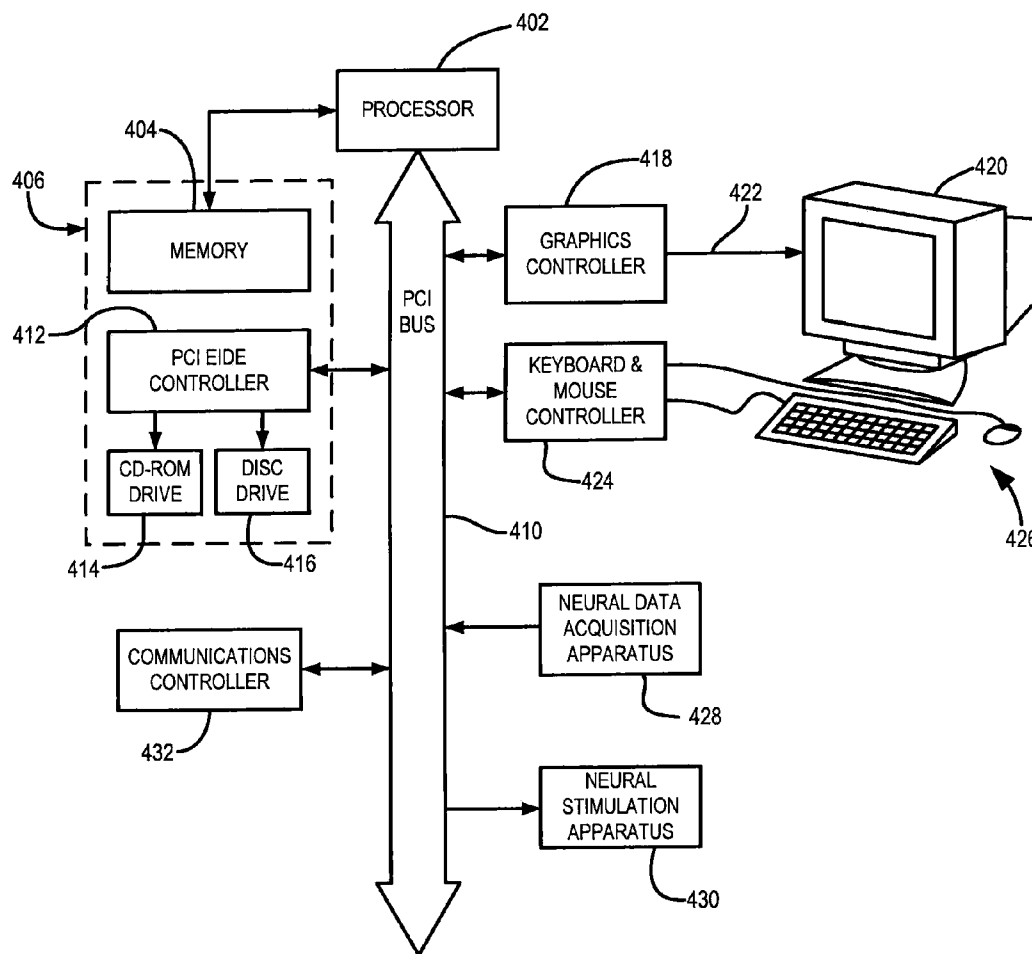 402
PROCESSOR
404
406
MEMORY
418
GRAPHICS
CONTROLLER
422
420
PCI
BUS
412
PCI EIDE
CONTROLLER
KEYBOARD &
MOUSE
CONTROLLER
424
CD-ROM
DRIVE
DISC
DRIVE
414
416
410
426
NEURAL DATA
ACQUISITION
APPARATUS
428
COMMUNICATIONS
CONTROLLER
432
NEURAL
STIMULATION
APPARATUS
430